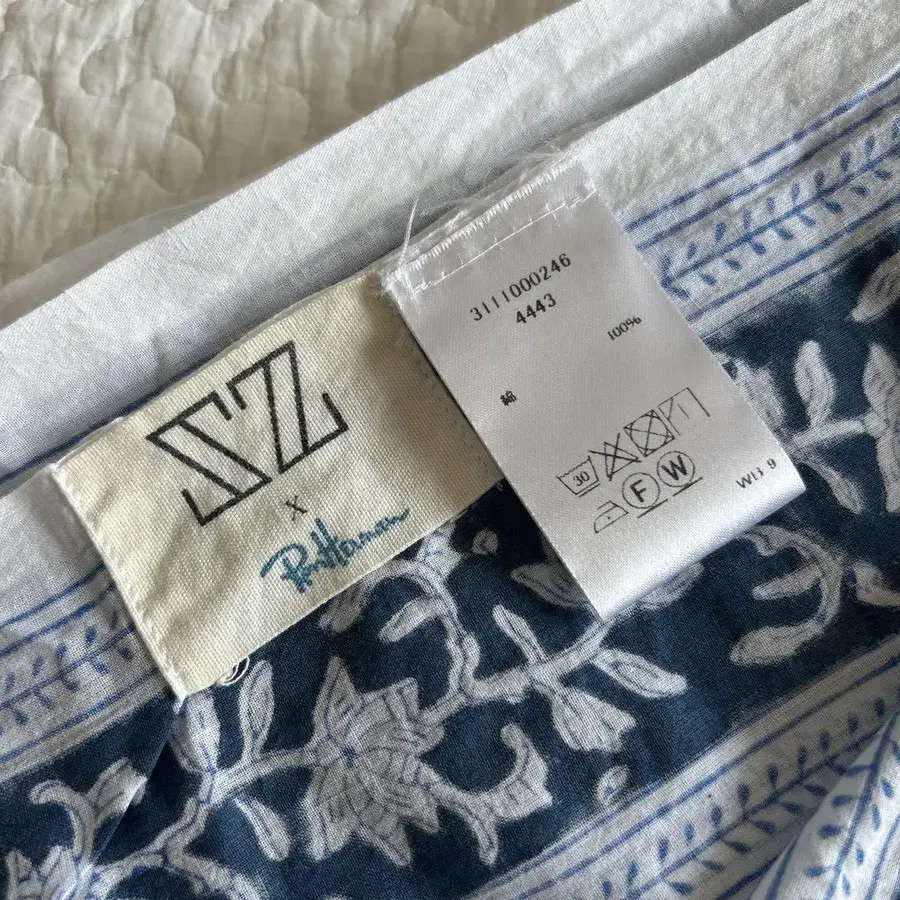 SZ
X
Ron Herman
3111000246
4443
綿 100%
30
F W
WB 9